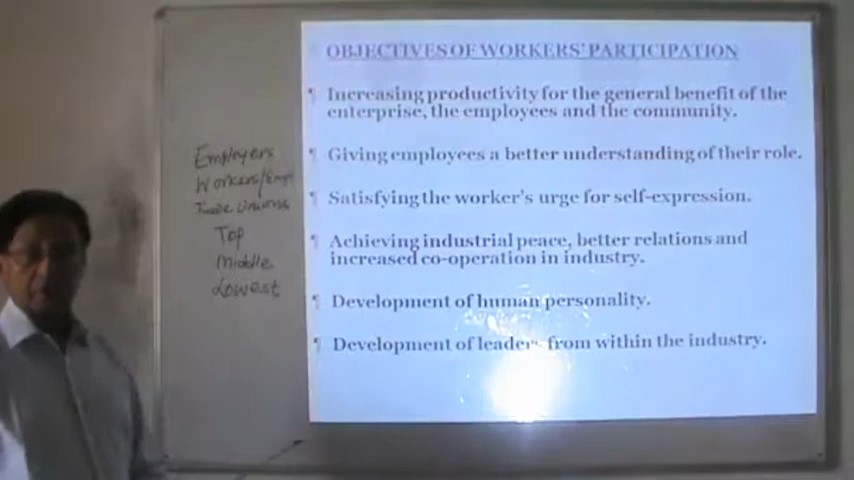 OBJECTIVES OF WORKERS' PARTICIPATION
Increasing productivity for the general benefit of the
enterprise, the employees and the community.
Giving employees a better understanding of their role.
Satisfying the worker's urge for self-expression.
Achieving industrial peace, better relations and
increased co-operation in industry.
Development of human personality.
Development of leaders from within the industry.
Employers
Workers/Empl
Trade Unions
Top
Middle
Lowest